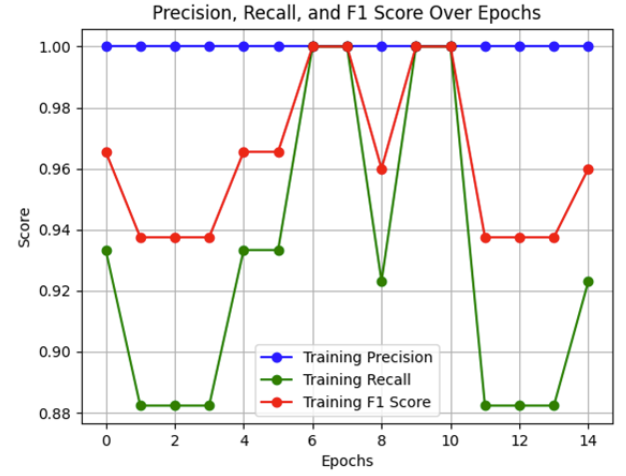 Precision, Recall, and F1 Score Over Epochs
1.00
0.98
0.96
0.94
0.92
0.90
0.88
Score
Training Precision
Training Recall
Training F1 Score
0 2 4 6 8 10 12 14
Epochs